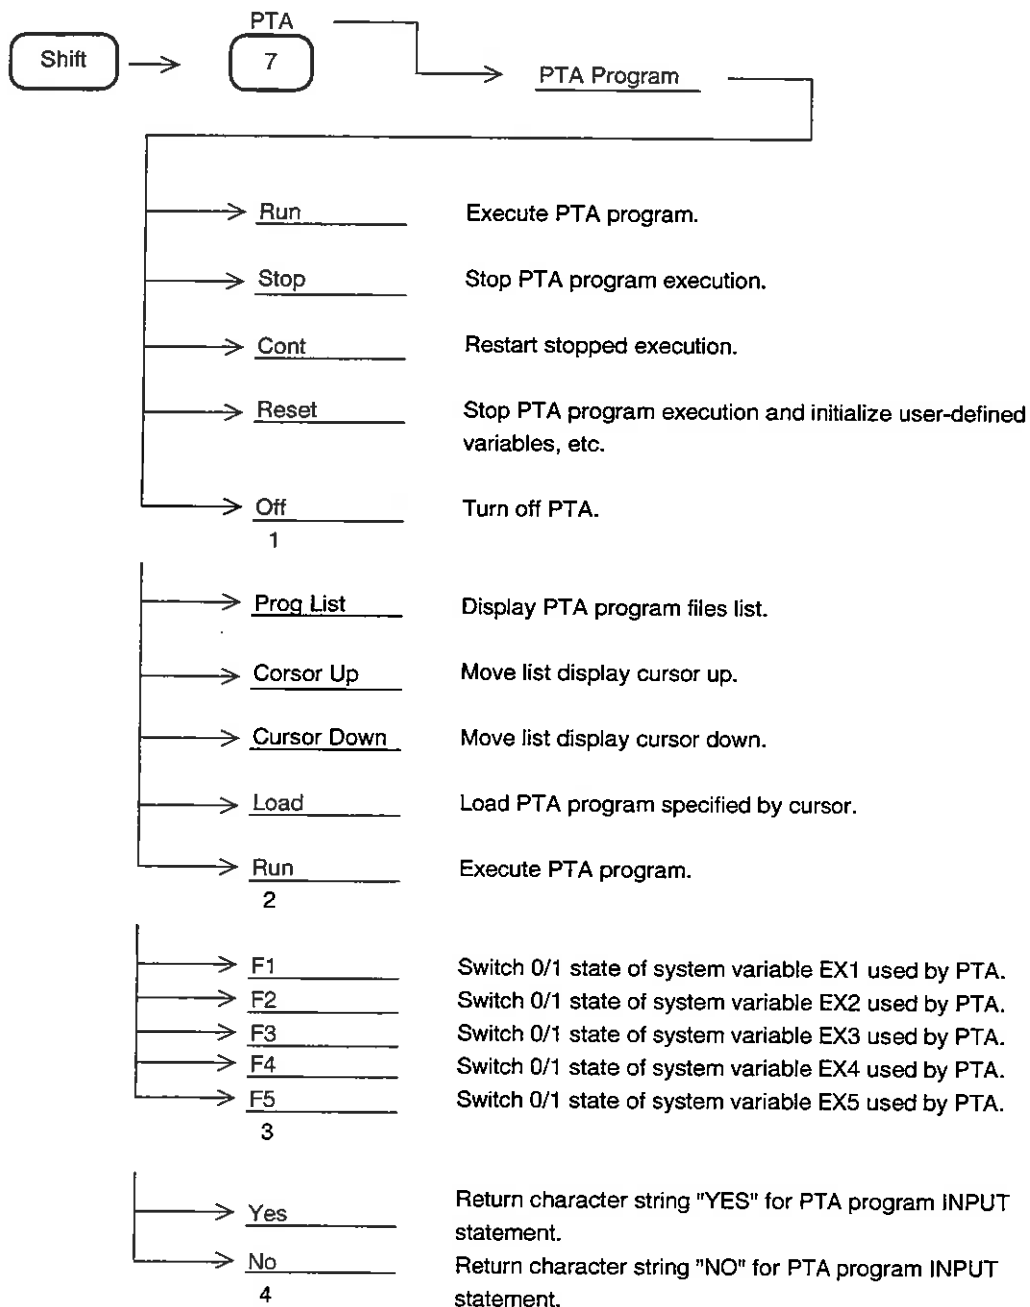 PTA
Shift
7
PTA Program
Run Execute PTA program.
Stop Stop PTA program execution.
Cont Restart stopped execution.
Reset Stop PTA program execution and initialize user-defined
variables, etc.
Off Turn off PTA.
1
Prog List Display PTA program files list.
Corsor Up Move list display cursor up.
Cursor Down Move list display cursor down.
Load Load PTA program specified by cursor.
Run Execute PTA program.
2
F1 Switch 0/1 state of system variable EX1 used by PTA.
F2 Switch 0/1 state of system variable EX2 used by PTA.
F3 Switch 0/1 state of system variable EX3 used by PTA.
F4 Switch 0/1 state of system variable EX4 used by PTA.
F5 Switch 0/1 state of system variable EX5 used by PTA.
3
Yes Return character string "YES" for PTA program INPUT
statement.
No Return character string "NO" for PTA program INPUT
4 statement.